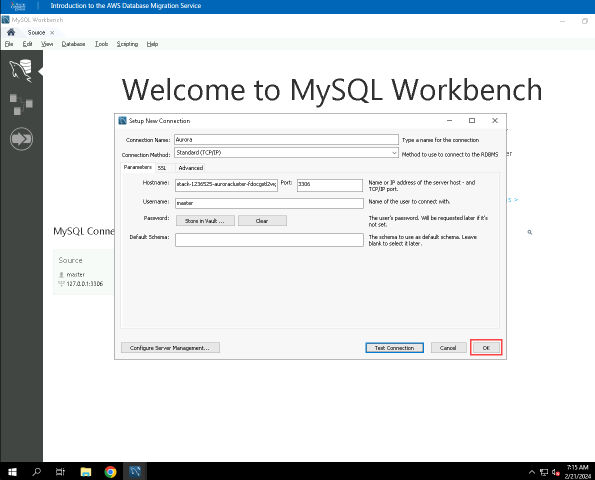 Introduction to the AWS Database Migration Service
MySQL Workbench
Source ×
File Edit View Database Tools Scripting Help
Welcome to MySQL Workbench
Setup New Connection
Connection Name: Aurora Type a name for the connection
Connection Method: Standard (TCP/IP) Method to use to connect to the RDBMS
Parameters SSL Advanced
Hostname: Port: 3306 Name or IP address of the server host - and
TCP/IP port.
Username: master Name of the user to connect with.
Password: Store in Vault ... Clear The user's password. Will be requested later if it's
not set.
Default Schema: The schema to use as default schema. Leave
blank to select it later.
MySQL Conne
Source
master
127.0.0.1:3306
Configure Server Management... Test Connection Cancel OK
7:15 AM
2/21/2024